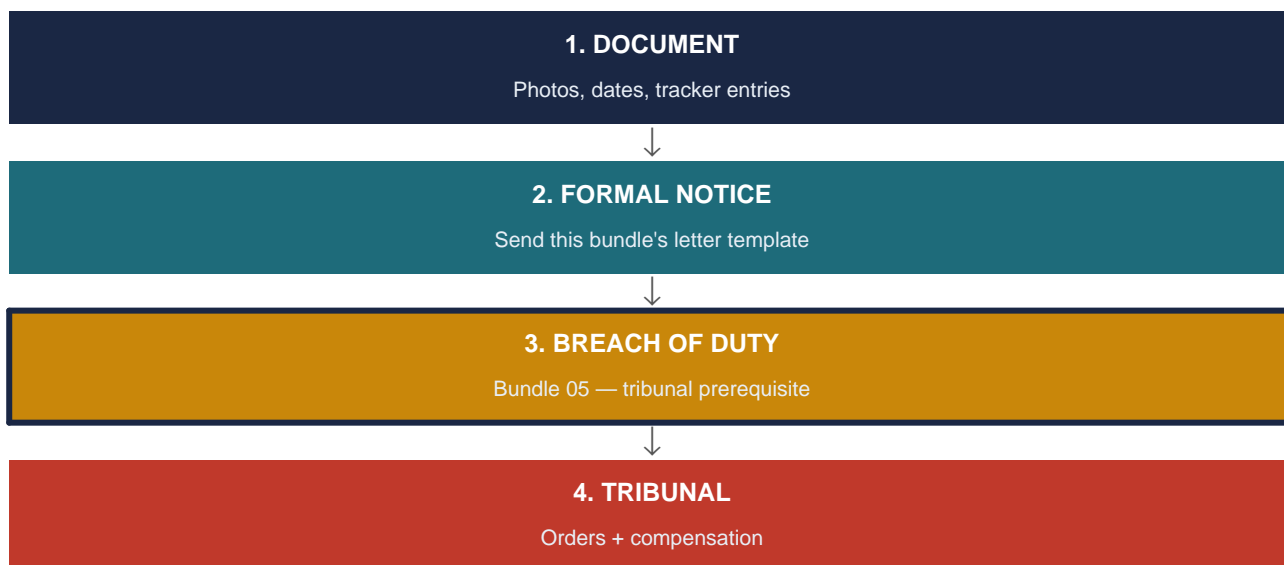 1. DOCUMENT
Photos, dates, tracker entries
2. FORMAL NOTICE
Send this bundle's letter template
3. BREACH OF DUTY
Bundle 05 — tribunal prerequisite
4. TRIBUNAL
Orders + compensation